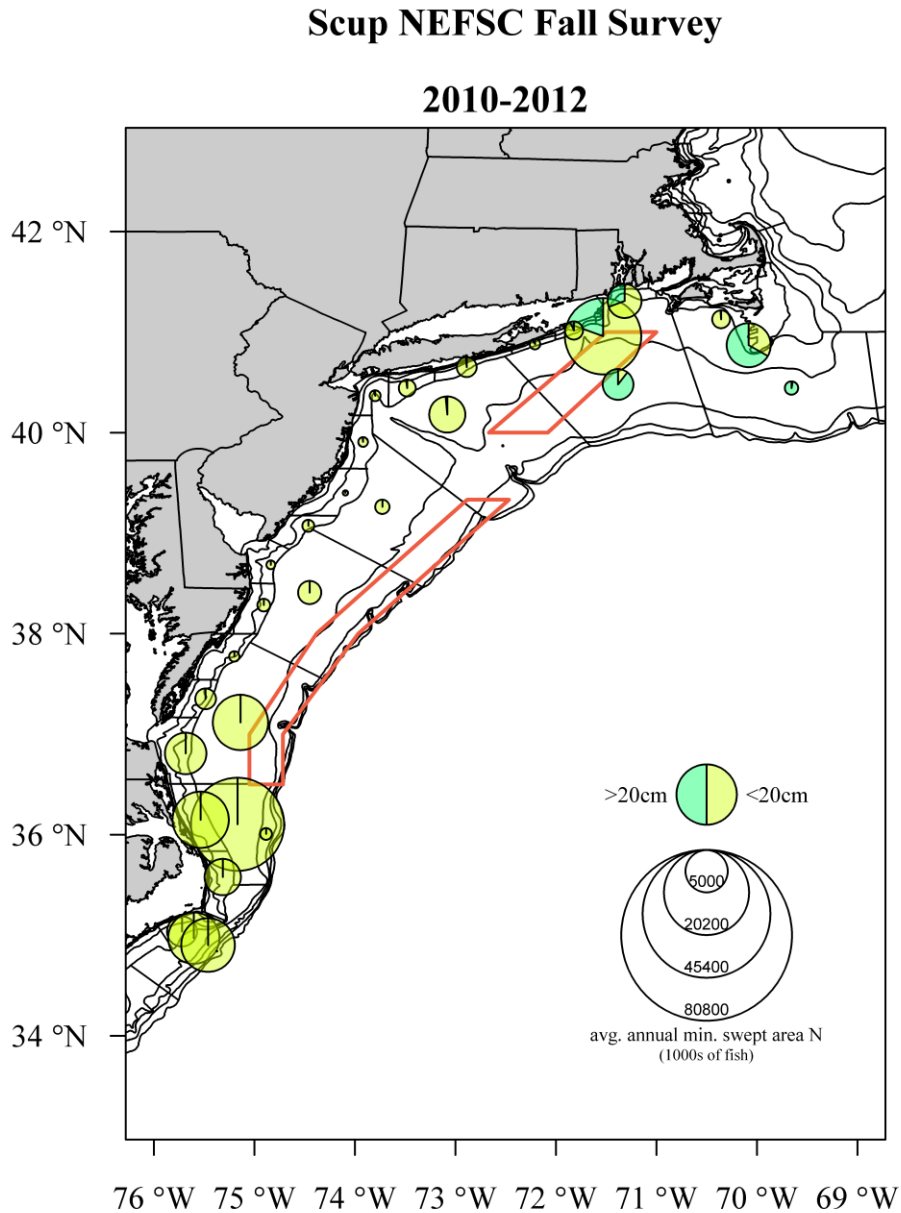 Scup NEFSC Fall Survey
2010-2012
42 °N
40 °N
38 °N
36 °N
34 °N
>20cm <20cm
5000
20200
45400
80800
avg. annual min. swept area N
(1000s of fish)
76 °W 75 °W 74 °W 73 °W 72 °W 71 °W 70 °W 69 °W